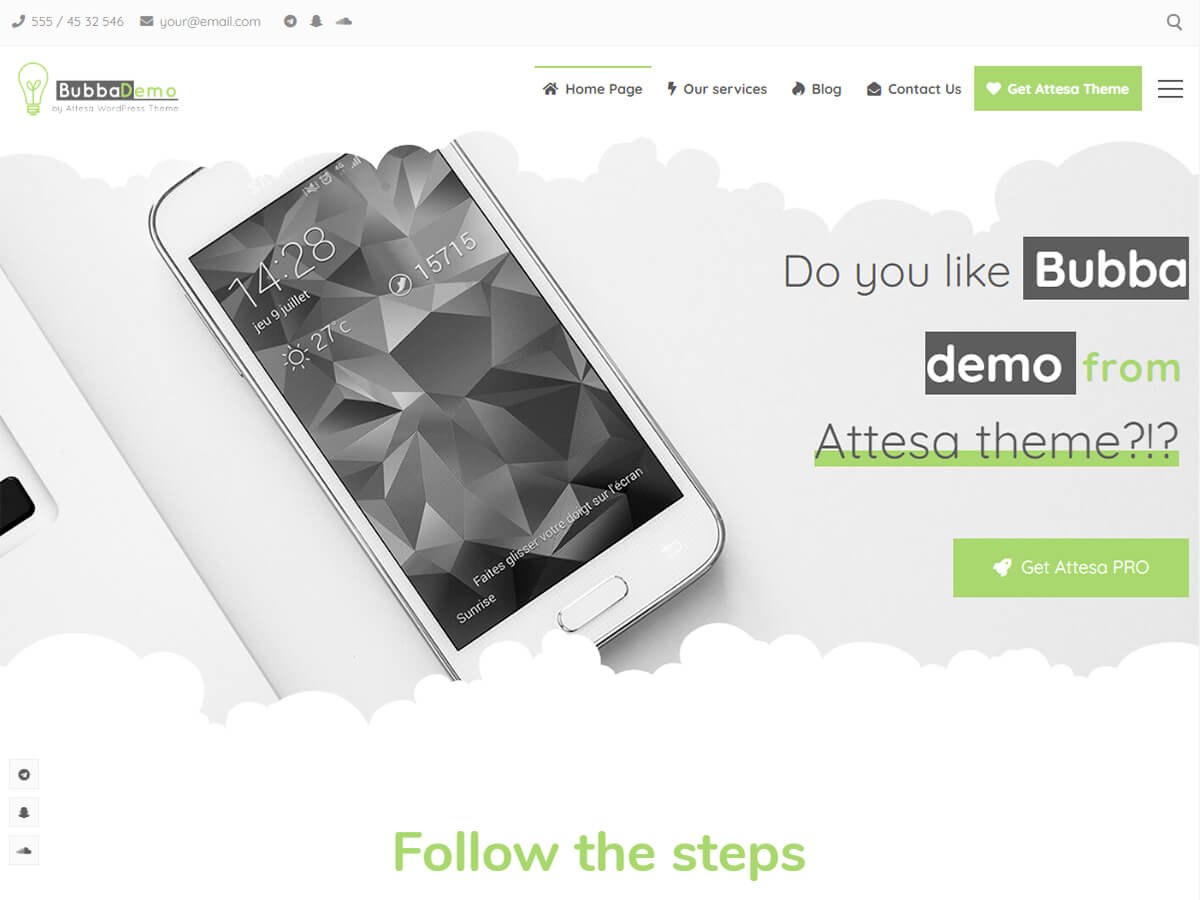 555 / 45 32 546 your@email.com
BubbaDemo
by Attesa WordPress Theme
Home Page Our services Blog Contact Us Get Attesa Theme
4G
14:28
15715
jeu 9 juillet
27°C
Faites glisser votre doigt sur l'écran
Sunrise
Do you like Bubba
demo from
Attesa theme?!?
Get Attesa PRO
Follow the steps